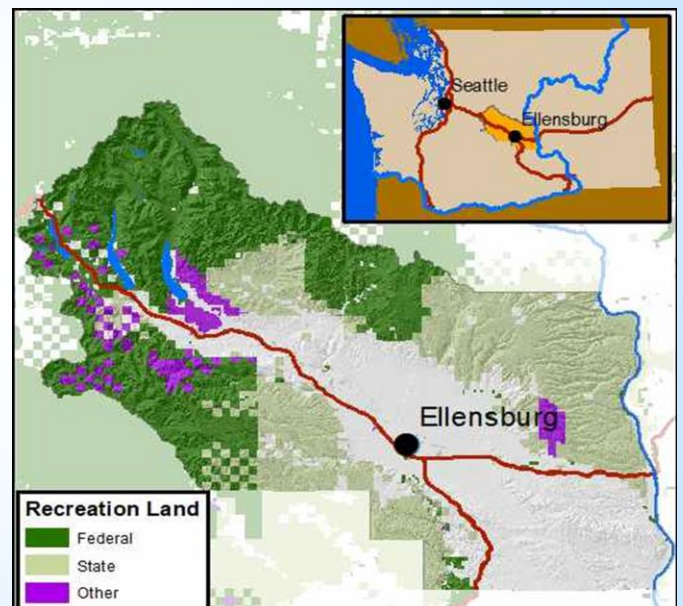 Seattle
Ellensburg
Ellensburg
Recreation Land
Federal
State
Other